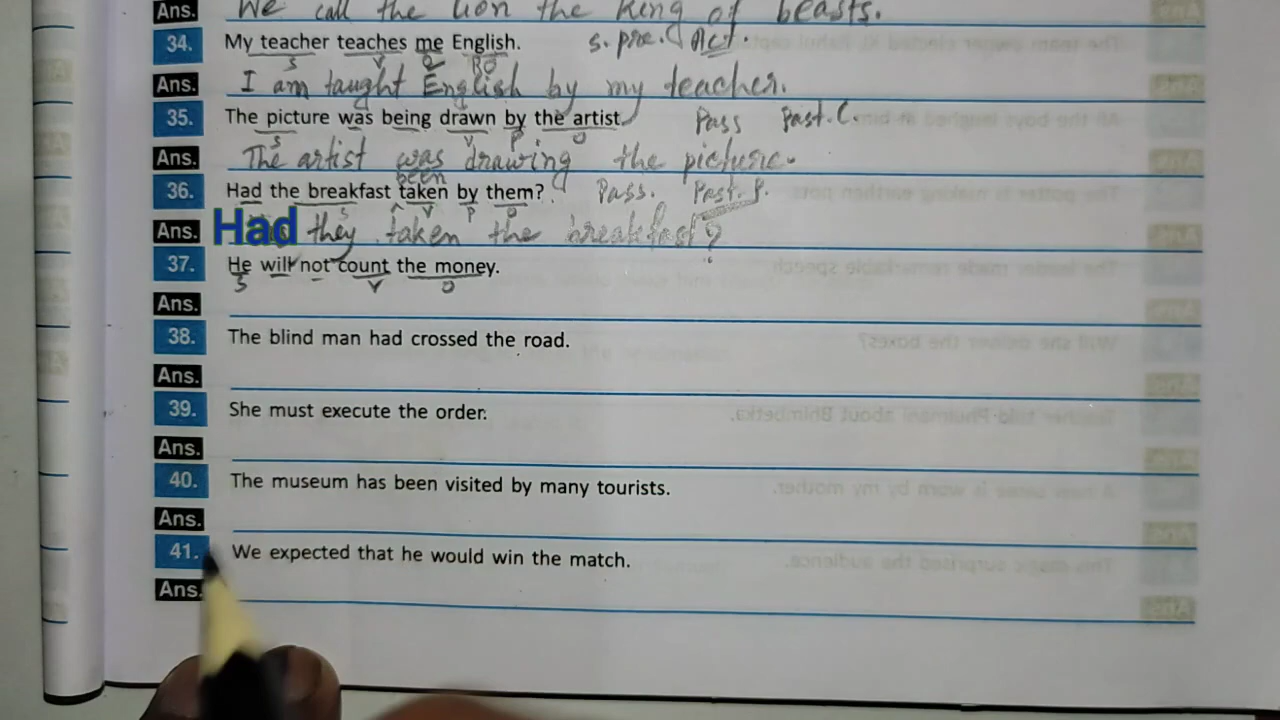 Ans. We call the lion the King of beasts.
34. My teacher teaches me English. S. pre. Act.
S V O DO
Ans. I am taught English by my teacher.
35. The picture was being drawn by the artist. Pass Past. C.
S V P O
Ans. The artist was drawing the picture.
been
36. Had the breakfast taken by them? Pass. Past. P.
S V P O
Ans. Had they taken the breakfast?
37. He will not count the money.
S V O
Ans.
38. The blind man had crossed the road.
Ans.
39. She must execute the order.
Ans.
40. The museum has been visited by many tourists.
Ans.
41. We expected that he would win the match.
Ans.